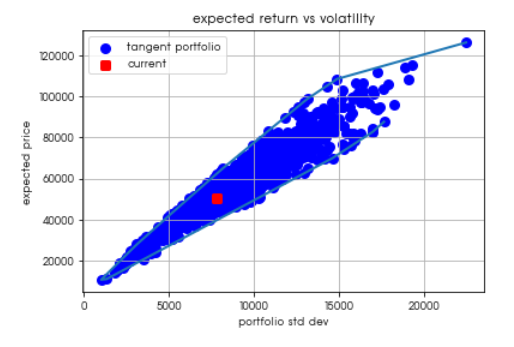 expected return vs volatility
tangent portfolio
current
expected price
120000
100000
80000
60000
40000
20000
0
5000
10000
15000
20000
portfolio std dev